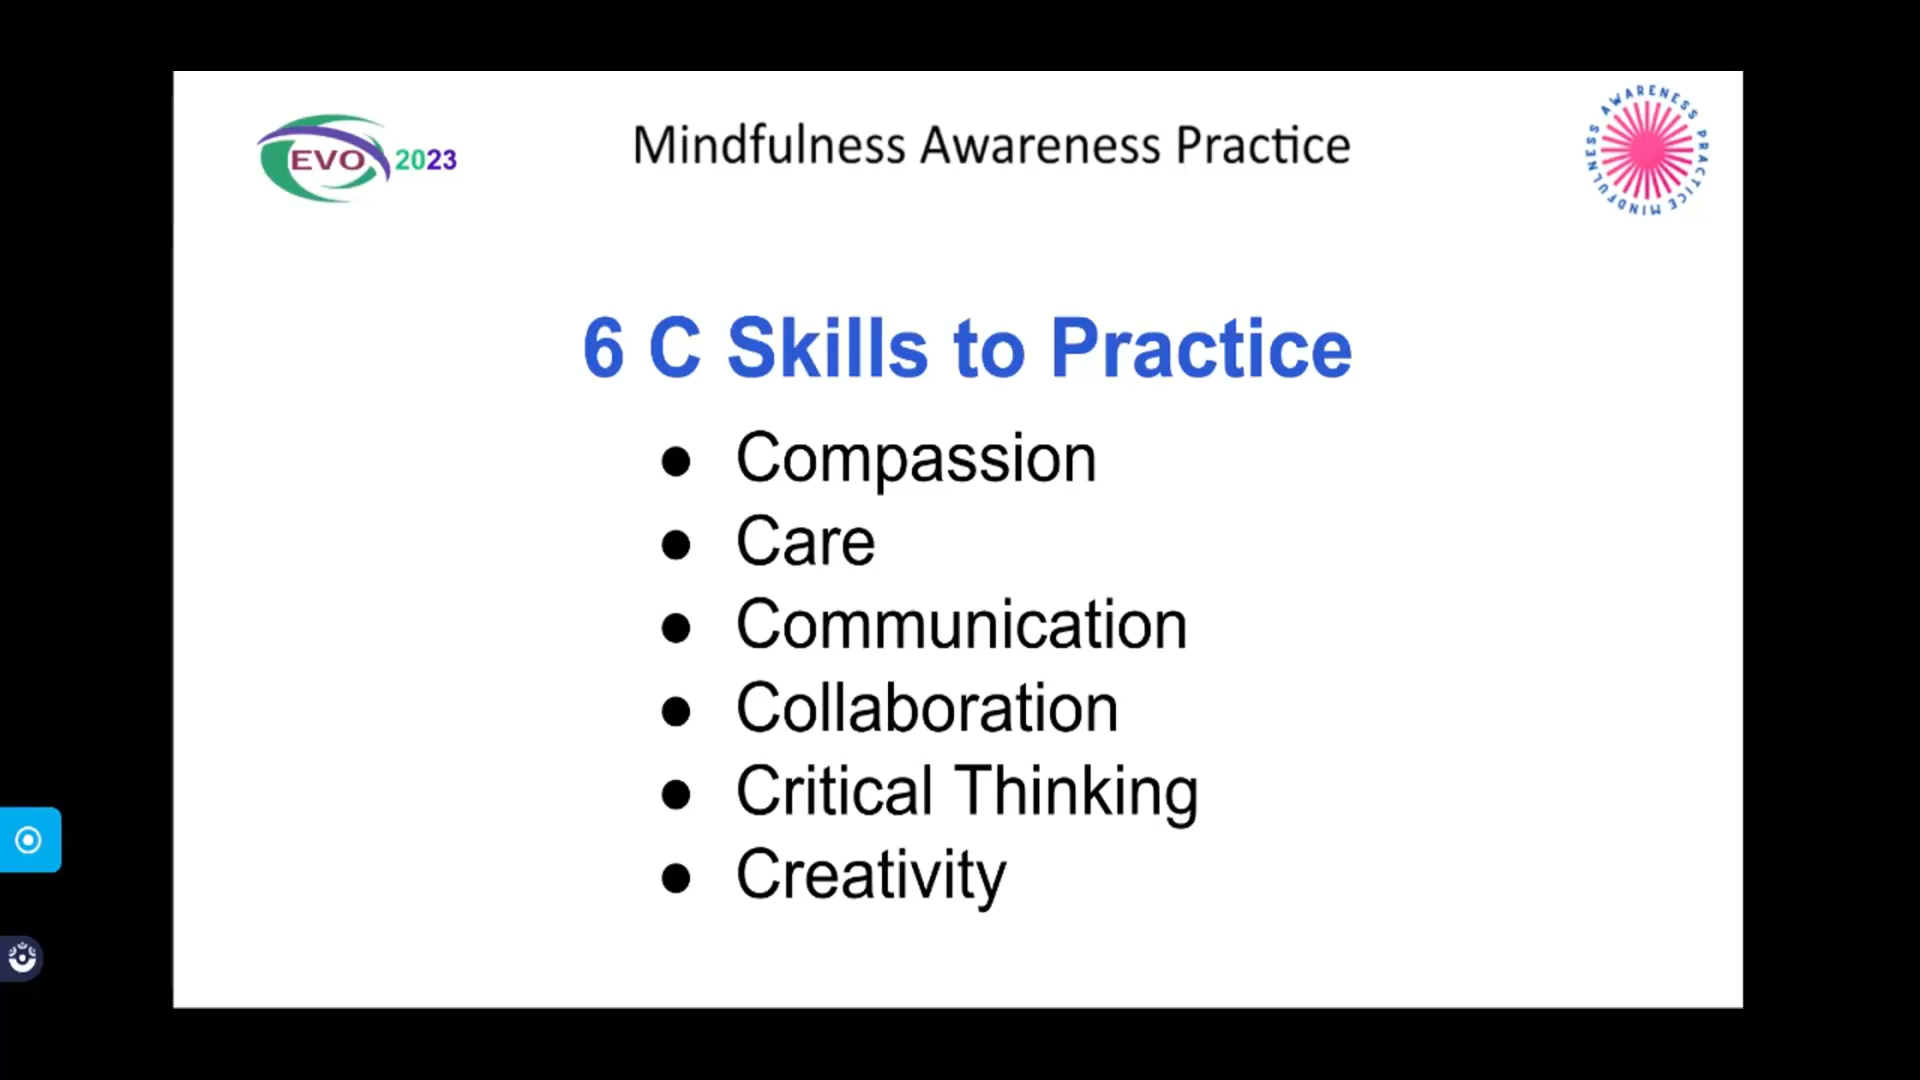 EVO 2023
Mindfulness Awareness Practice
MINDFULNESS AWARENESS PRACTICE
6 C Skills to Practice
● Compassion
● Care
● Communication
● Collaboration
● Critical Thinking
● Creativity